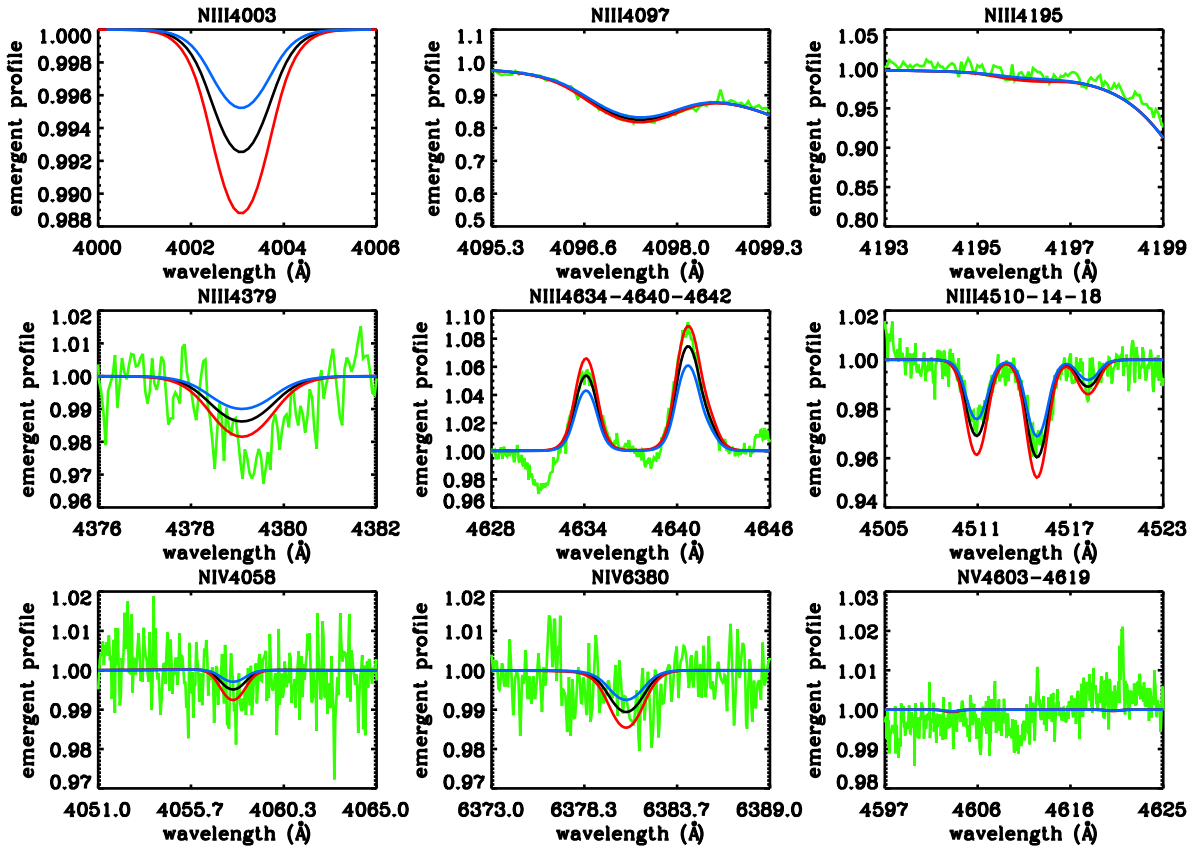 NIII4003 NIII4097 NIII4195
emergent profile
1.000
0.998
0.996
0.994
0.992
0.990
0.988
4000 4002 4004 4006
wavelength (Å)
emergent profile
1.1
1.0
0.9
0.8
0.7
0.6
0.5
4095.3 4096.6 4098.0 4099.3
wavelength (Å)
emergent profile
1.05
1.00
0.95
0.90
0.85
0.80
4193 4195 4197 4199
wavelength (Å)
NIII4379 NIII4634-4640-4642 NIII4510-14-18
emergent profile
1.02
1.01
1.00
0.99
0.98
0.97
0.96
4376 4378 4380 4382
wavelength (Å)
emergent profile
1.10
1.08
1.06
1.04
1.02
1.00
0.98
0.96
4628 4634 4640 4646
wavelength (Å)
emergent profile
1.02
1.00
0.98
0.96
0.94
4505 4511 4517 4523
wavelength (Å)
NIV4058 NIV6380 NV4603-4619
emergent profile
1.02
1.01
1.00
0.99
0.98
0.97
4051.0 4055.7 4060.3 4065.0
wavelength (Å)
emergent profile
1.02
1.01
1.00
0.99
0.98
0.97
6373.0 6378.3 6383.7 6389.0
wavelength (Å)
emergent profile
1.03
1.02
1.01
1.00
0.99
0.98
4597 4606 4616 4625
wavelength (Å)